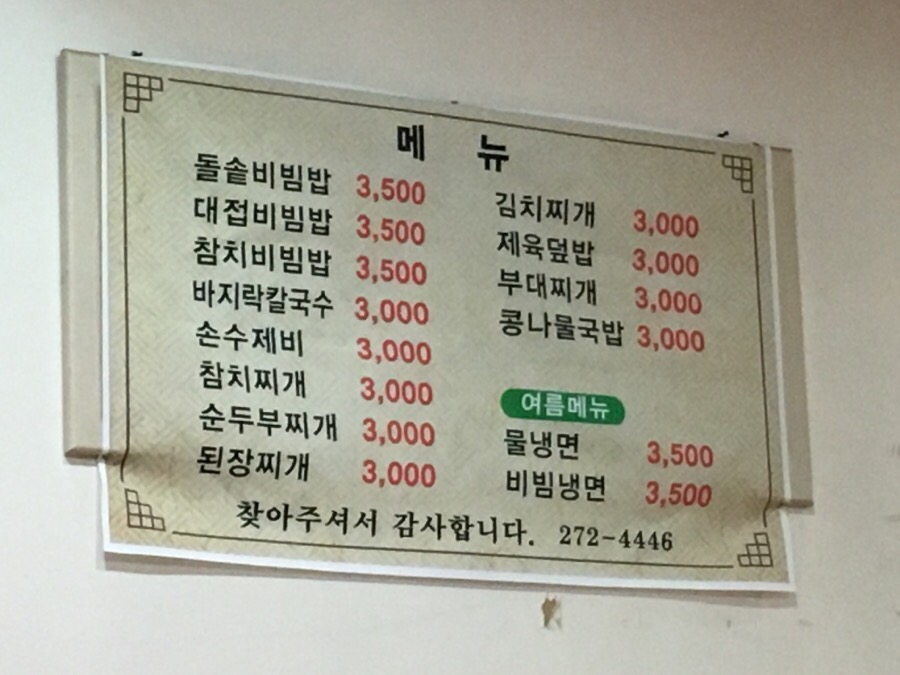 메 뉴
돌솥비빔밥 3,500
대접비빔밥 3,500
참치비빔밥 3,500
바지락칼국수 3,000
손수제비 3,000
참치찌개 3,000
순두부찌개 3,000
된장찌개 3,000
김치찌개 3,000
제육덮밥 3,000
부대찌개 3,000
콩나물국밥 3,000
여름메뉴
물냉면 3,500
비빔냉면 3,500
찾아주셔서 감사합니다. 272-4446